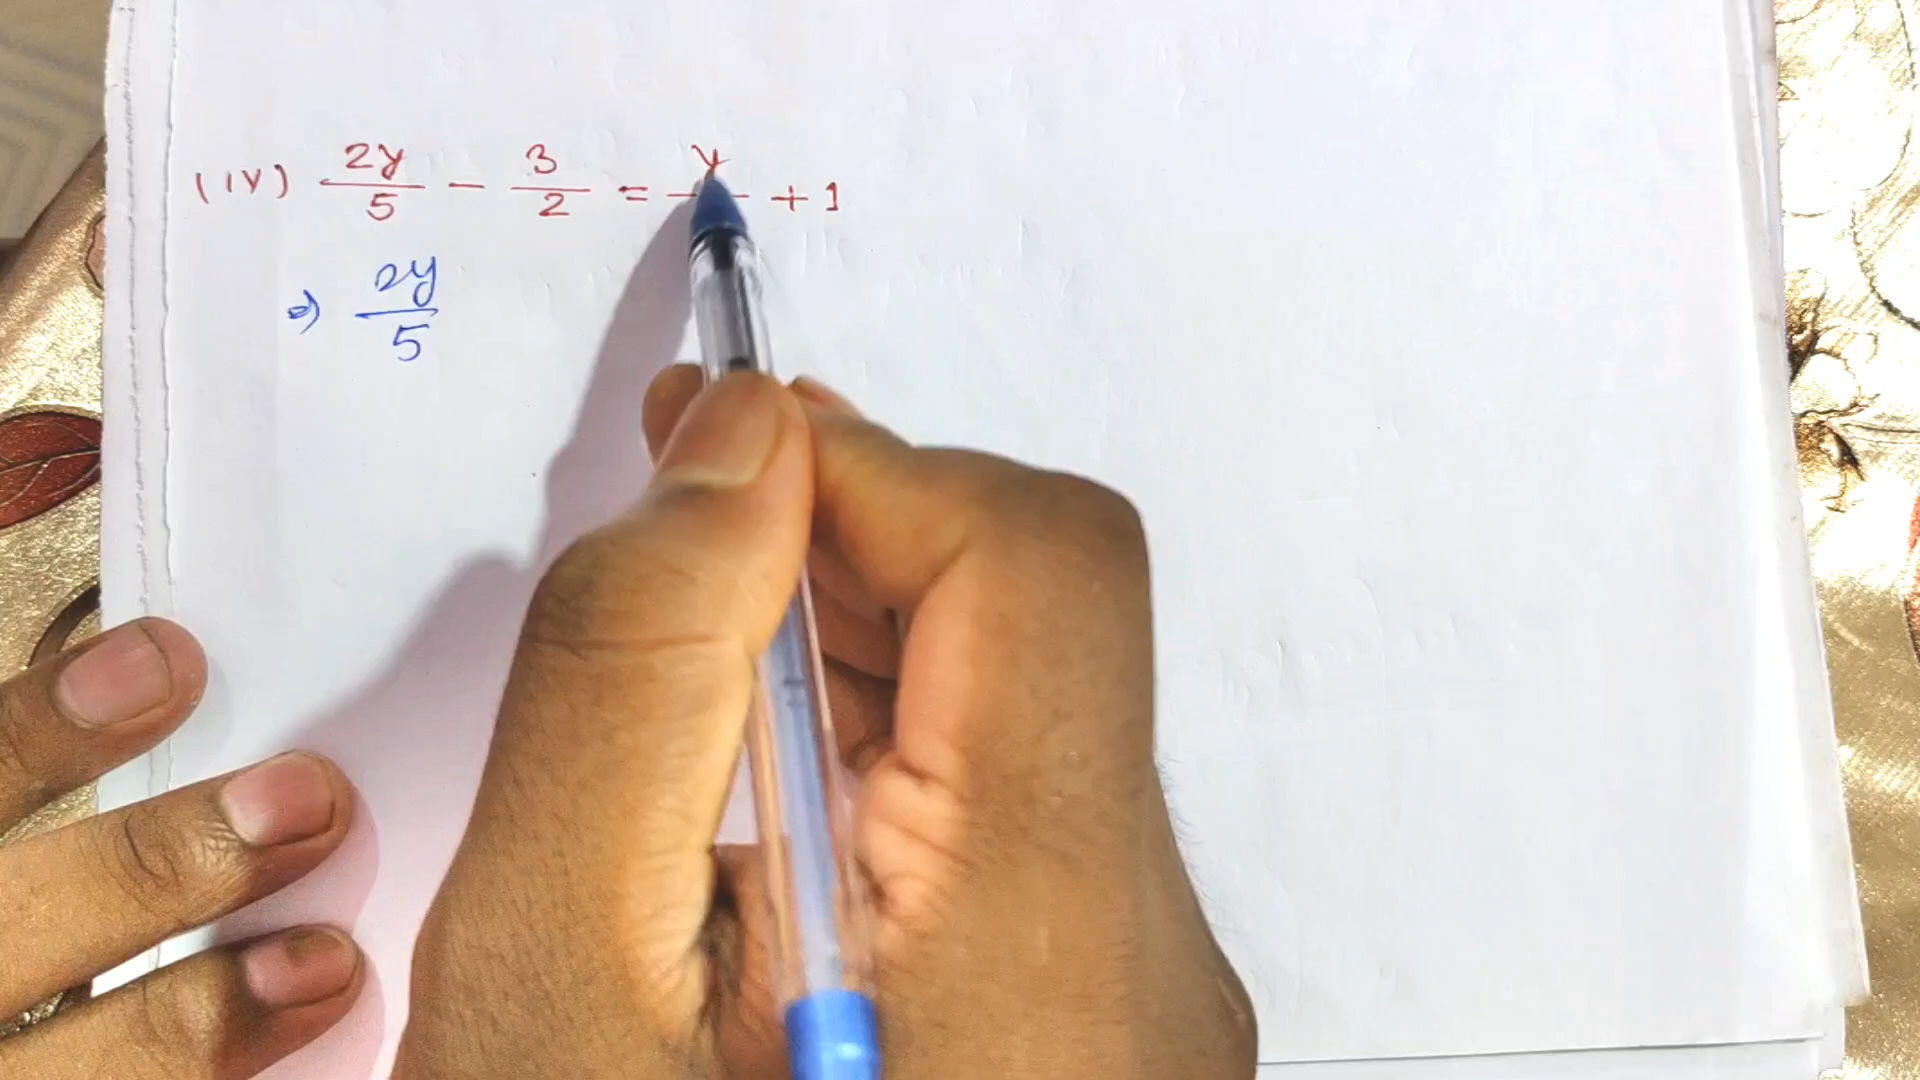 (IV) 2y/5 - 3/2 = y/ + 1
⇒) 2y/5